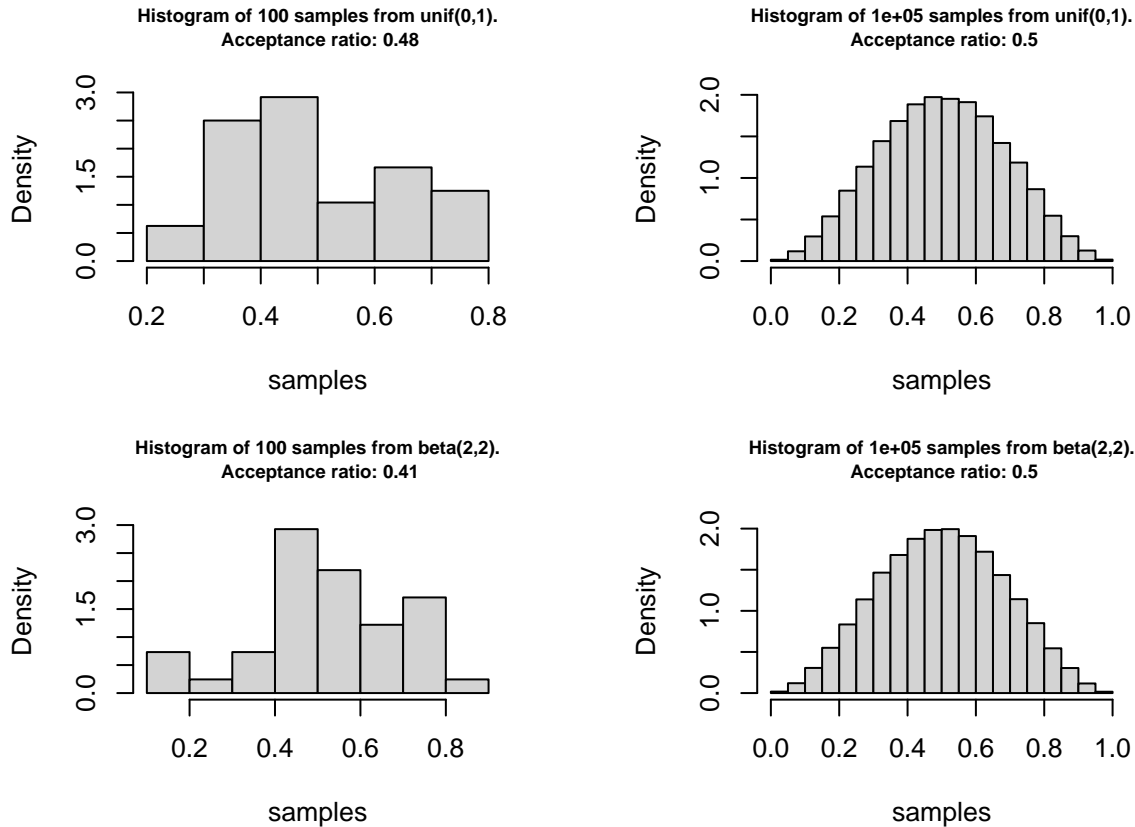 Histogram of 100 samples from unif(0,1).
Acceptance ratio: 0.48
Density
0.0 1.5 3.0
0.2 0.4 0.6 0.8
samples
Histogram of 1e+05 samples from unif(0,1).
Acceptance ratio: 0.5
Density
0.0 1.0 2.0
0.0 0.2 0.4 0.6 0.8 1.0
samples
Histogram of 100 samples from beta(2,2).
Acceptance ratio: 0.41
Density
0.0 1.5 3.0
0.2 0.4 0.6 0.8
samples
Histogram of 1e+05 samples from beta(2,2).
Acceptance ratio: 0.5
Density
0.0 1.0 2.0
0.0 0.2 0.4 0.6 0.8 1.0
samples